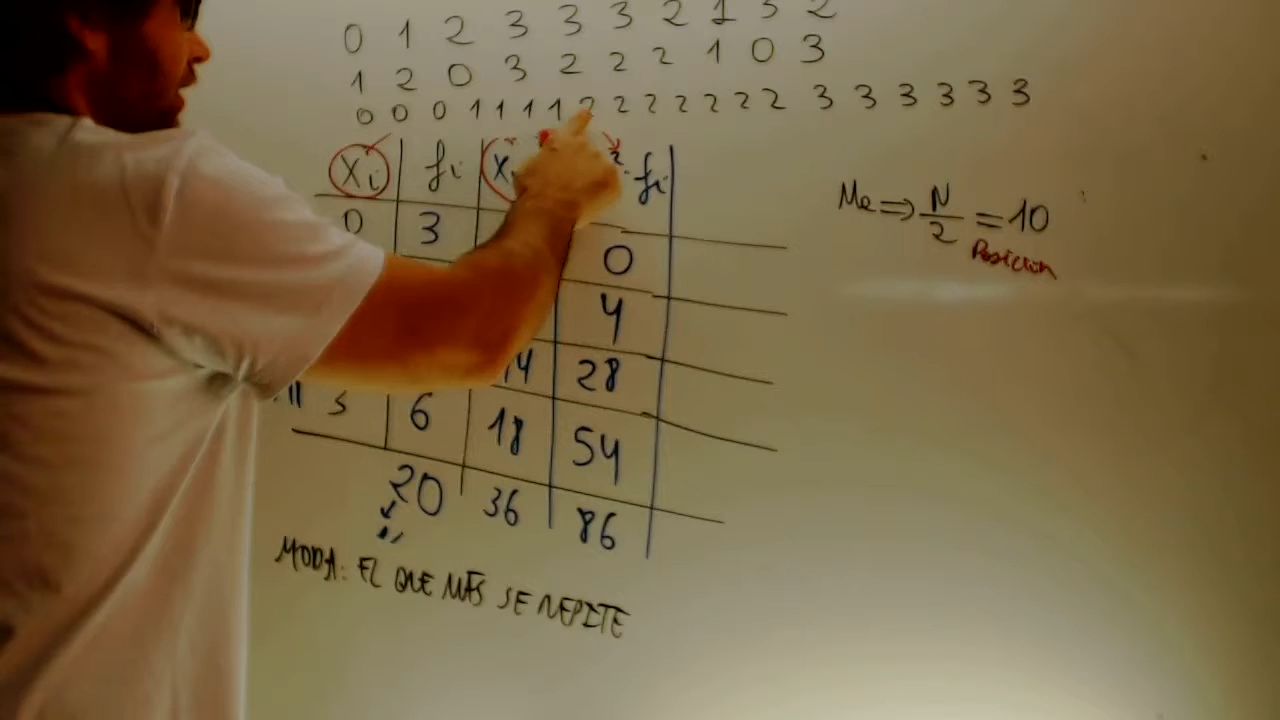 0 1 2 3 3 3 2 1 3 2
1 2 0 3 2 2 2 1 0 3
0 0 0 1 1 1 1 2 2 2 2 2 2 3 3 3 3 3 3
xi fi x 2 fi
0 3 0
4
14 28
3 6 18 54
20 36 86
Me ⇒ N/2 = 10
Posición
MODA: EL QUE MÁS SE REPITE